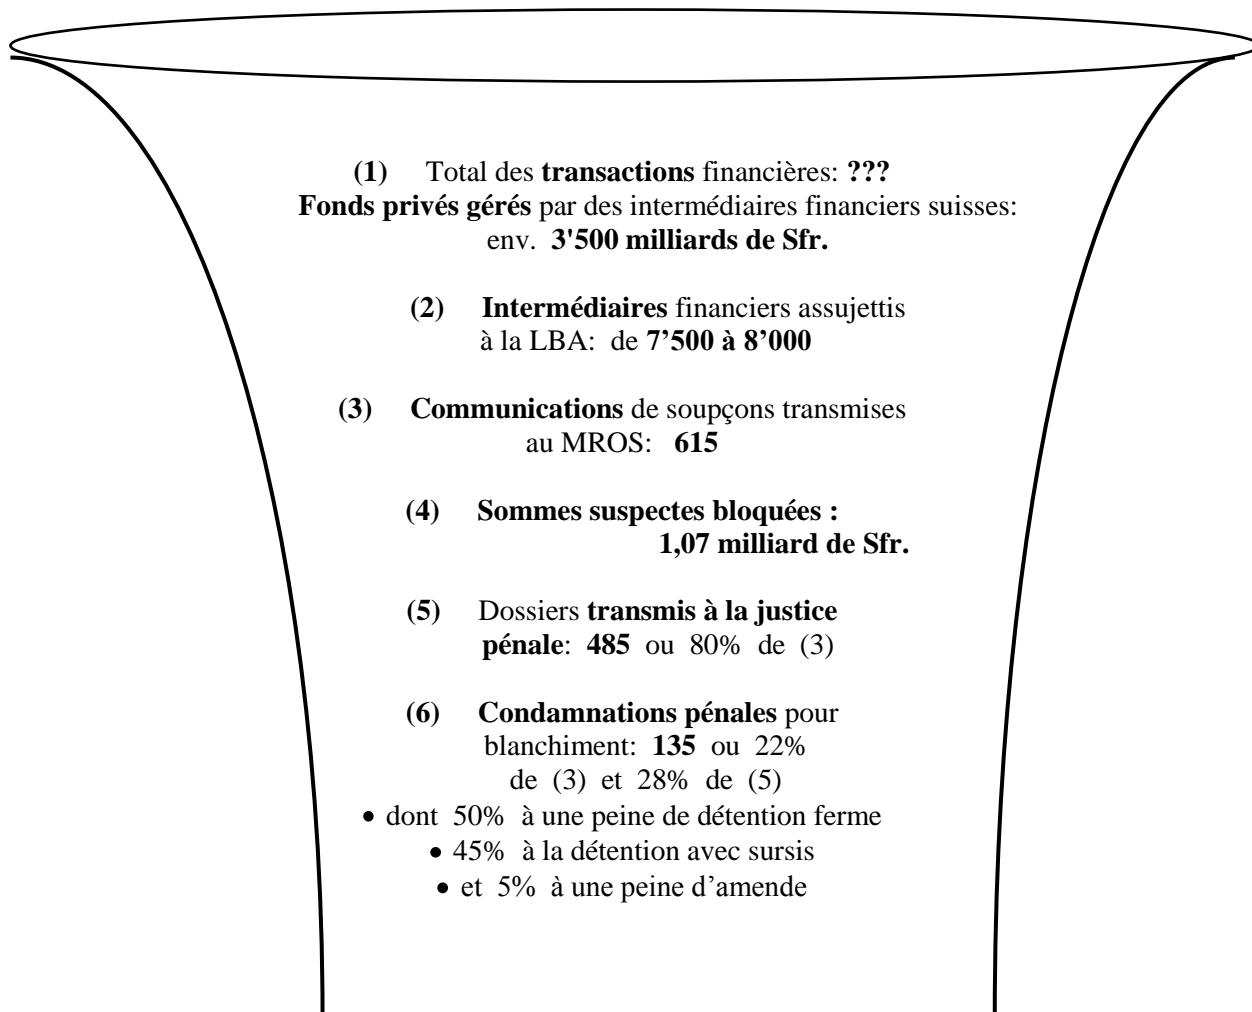 (1) Total des transactions financières: ???
Fonds privés gérés par des intermédiaires financiers suisses:
env. 3'500 milliards de Sfr.
(2) Intermédiaires financiers assujettis
à la LBA: de 7'500 à 8’000
(3) Communications de soupçons transmises
au MROS: 615
(4) Sommes suspectes bloquées :
1,07 milliard de Sfr.
(5) Dossiers transmis à la justice
pénale: 485 ou 80% de (3)
(6) Condamnations pénales pour
blanchiment: 135 ou 22%
de (3) et 28% de (5)
• dont 50% à une peine de détention ferme
• 45% à la détention avec sursis
• et 5% à une peine d’amende